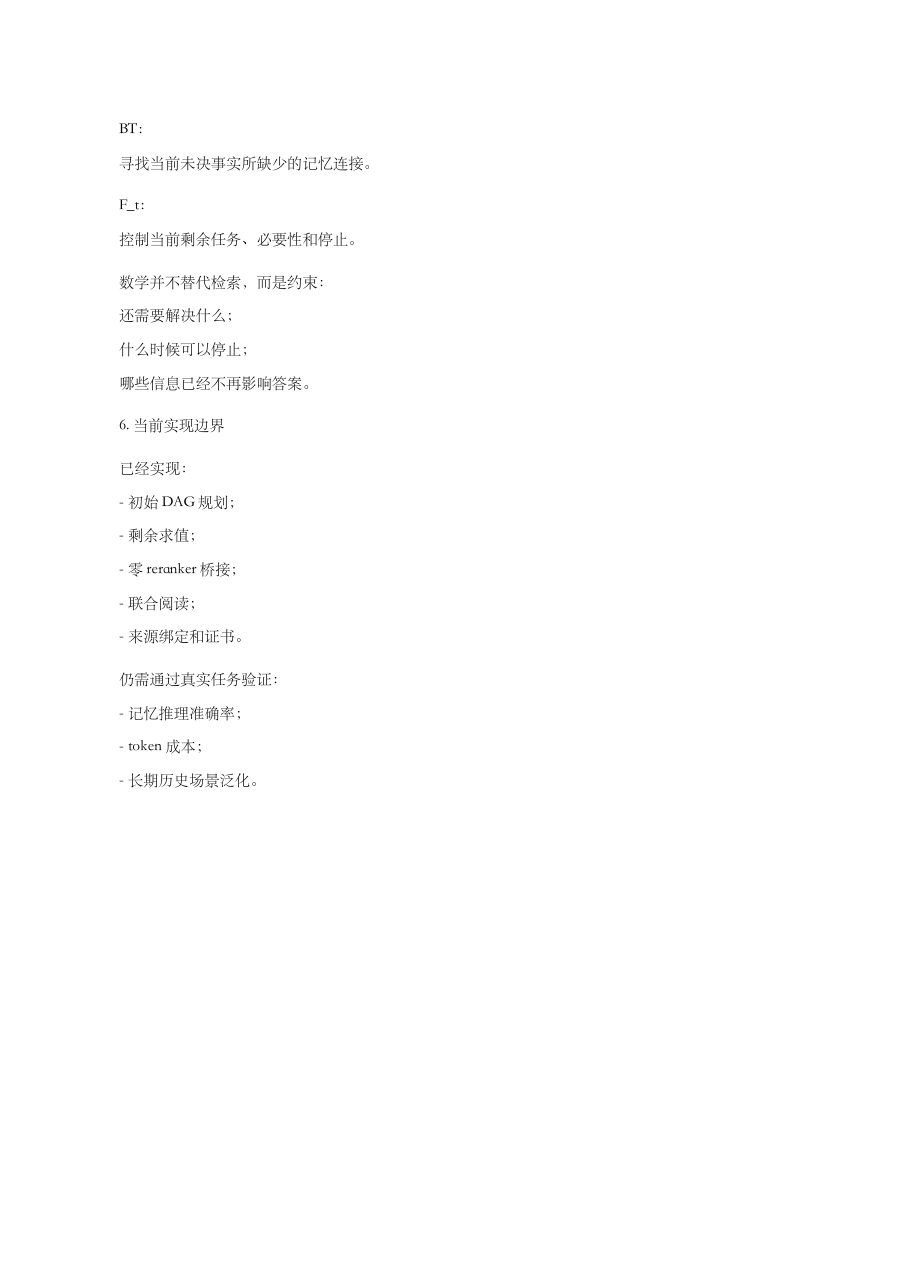 BT:
寻找当前未决事实所缺少的记忆连接。
F_t:
控制当前剩余任务、必要性和停止。
数学并不替代检索，而是约束：
还需要解决什么；
什么时候可以停止；
哪些信息已经不再影响答案。
6. 当前实现边界
已经实现：
- 初始 DAG 规划；
- 剩余求值；
- 零 reranker 桥接；
- 联合阅读；
- 来源绑定和证书。
仍需通过真实任务验证：
- 记忆推理准确率；
- token 成本；
- 长期历史场景泛化。